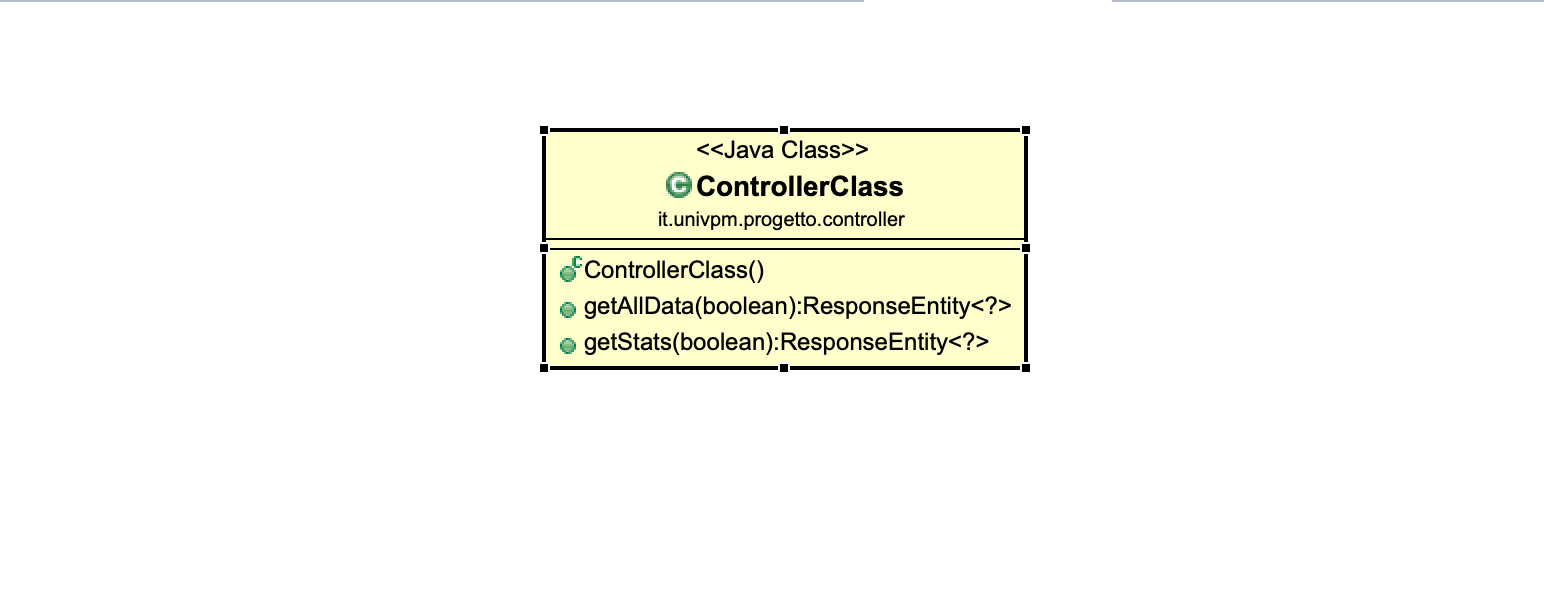 <<Java Class>>
ControllerClass
it.univpm.progetto.controller
ControllerClass()
getAllData(boolean):ResponseEntity<?>
getStats(boolean):ResponseEntity<?>